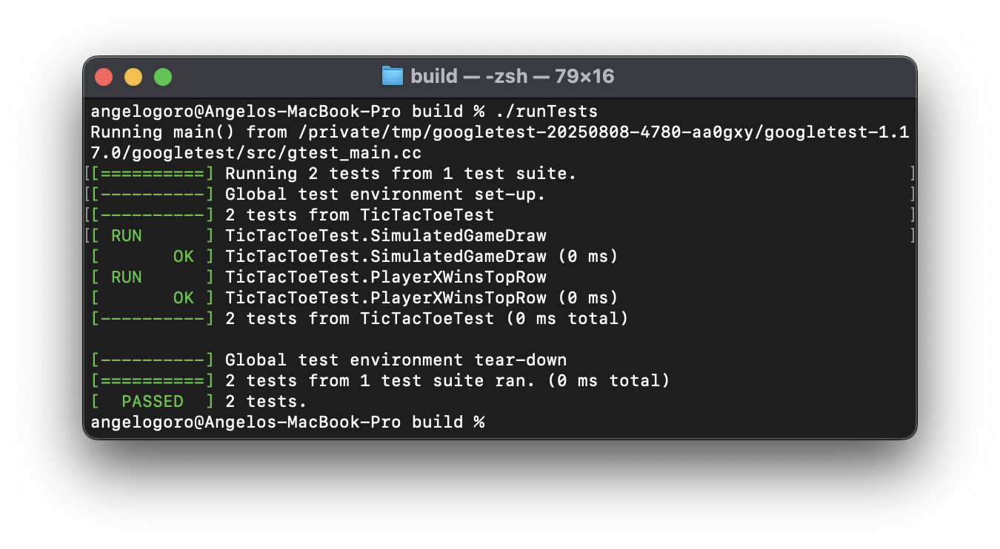 build — -zsh — 79×16
angelogoro@Angelos-MacBook-Pro build % ./runTests
Running main() from /private/tmp/googletest-20250808-4780-aa0gxy/googletest-1.1
7.0/googletest/src/gtest_main.cc
[[==========] Running 2 tests from 1 test suite. ]
[[----------] Global test environment set-up. ]
[[----------] 2 tests from TicTacToeTest ]
[[ RUN      ] TicTacToeTest.SimulatedGameDraw ]
[       OK ] TicTacToeTest.SimulatedGameDraw (0 ms)
[ RUN      ] TicTacToeTest.PlayerXWinsTopRow
[       OK ] TicTacToeTest.PlayerXWinsTopRow (0 ms)
[----------] 2 tests from TicTacToeTest (0 ms total)
[----------] Global test environment tear-down
[==========] 2 tests from 1 test suite ran. (0 ms total)
[  PASSED  ] 2 tests.
angelogoro@Angelos-MacBook-Pro build %